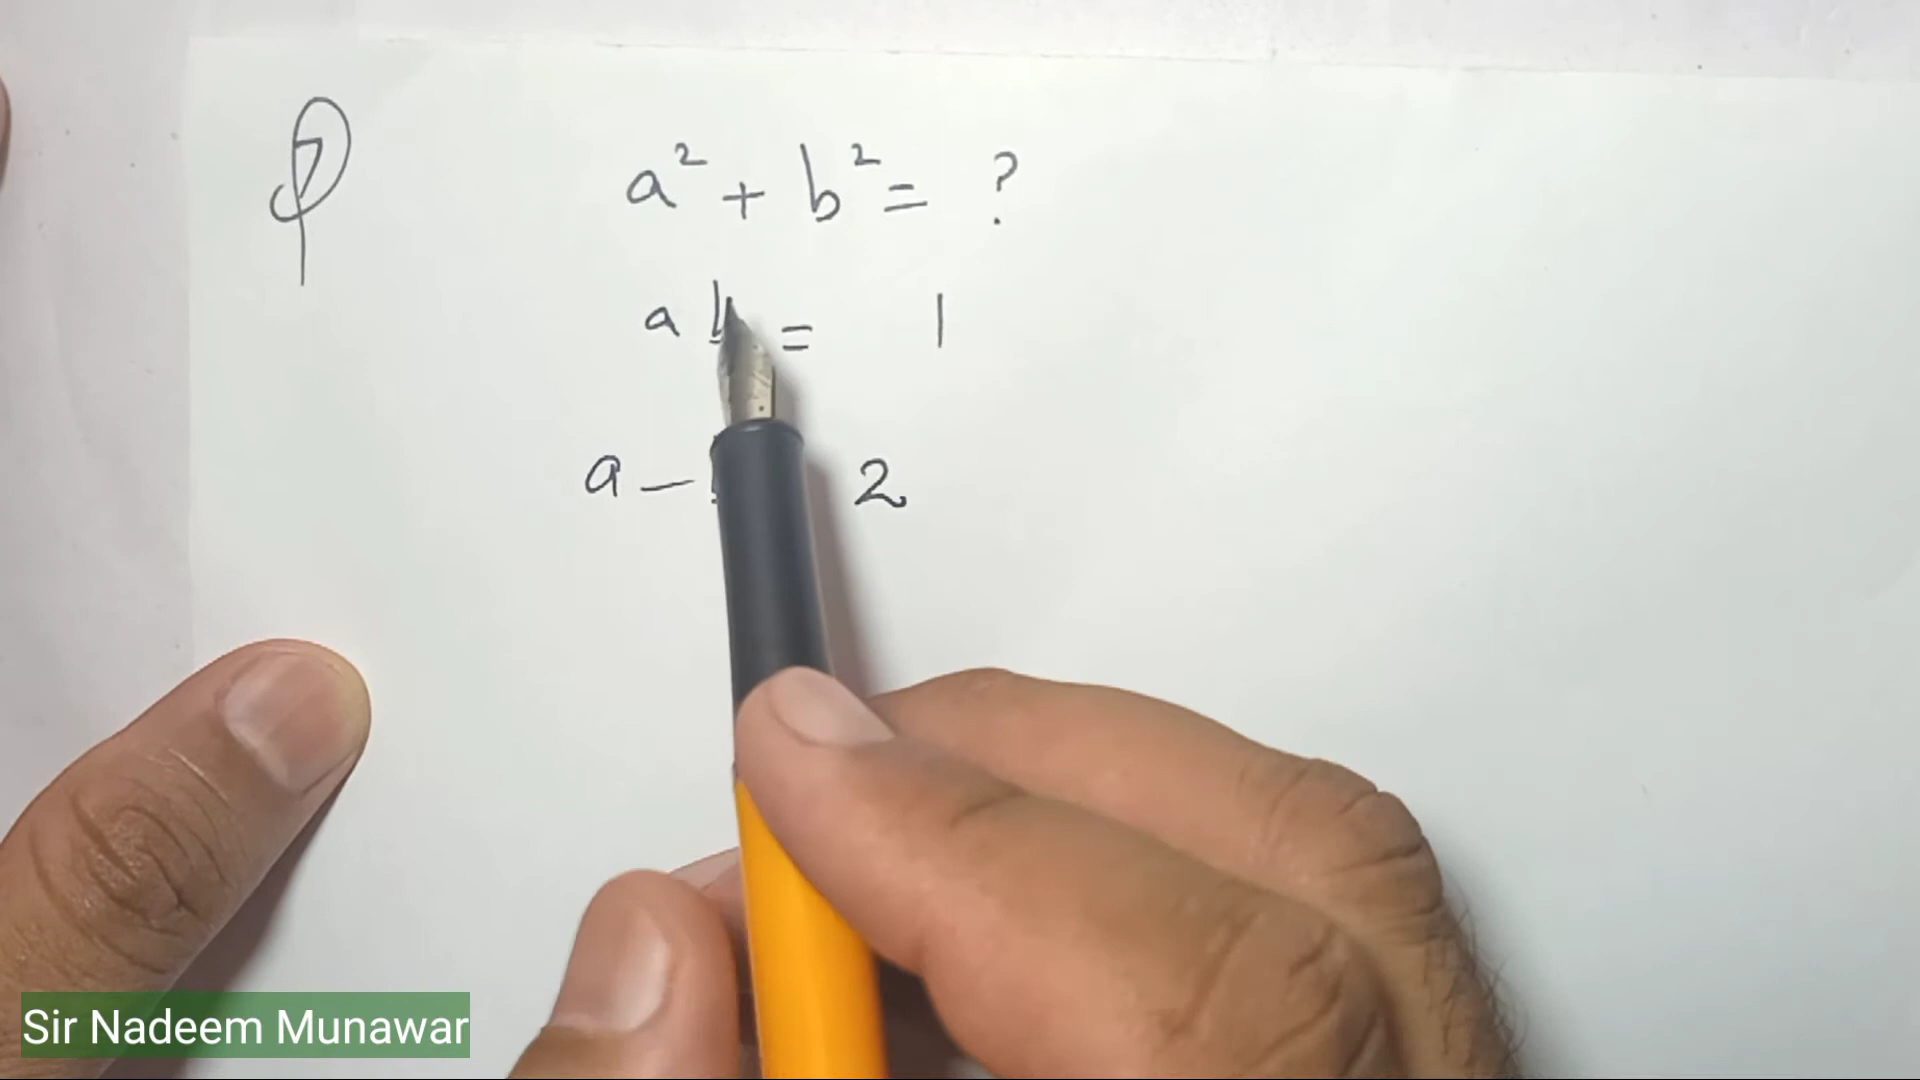 Q a² + b² = ?
a b = 1
a - 2
Sir Nadeem Munawar